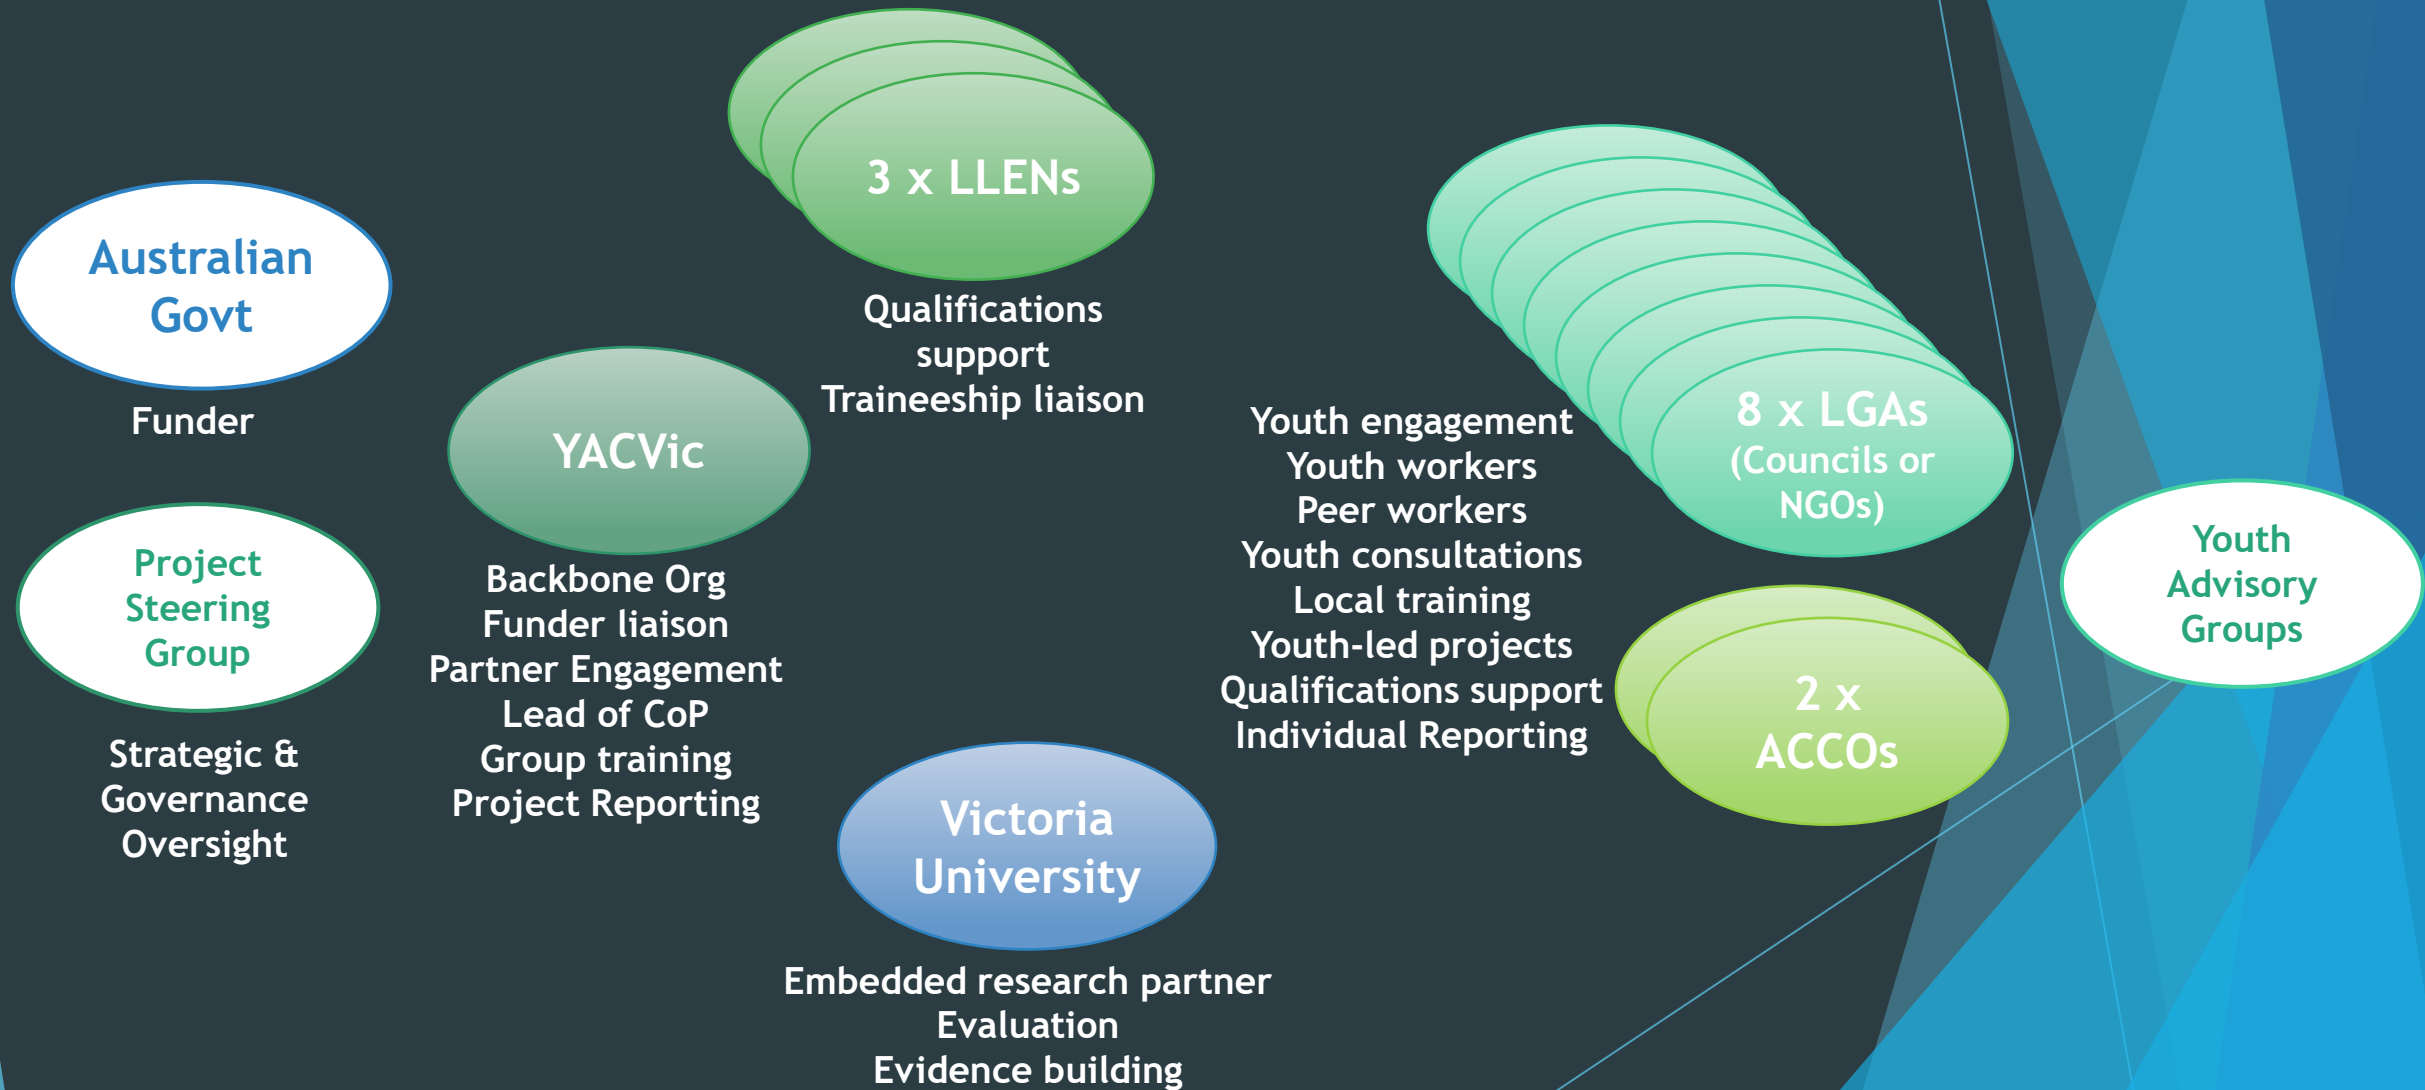 Australian
Govt
Funder
Project
Steering
Group
Strategic &
Governance
Oversight
YACVic
Backbone Org
Funder liaison
Partner Engagement
Lead of CoP
Group training
Project Reporting
3 x LLENs
Qualifications
support
Traineeship liaison
Victoria
University
Embedded research partner
Evaluation
Evidence building
Youth engagement
Youth workers
Peer workers
Youth consultations
Local training
Youth-led projects
Qualifications support
Individual Reporting
8 x LGAs
(Councils or
NGOs)
2 x
ACCOs
Youth
Advisory
Groups